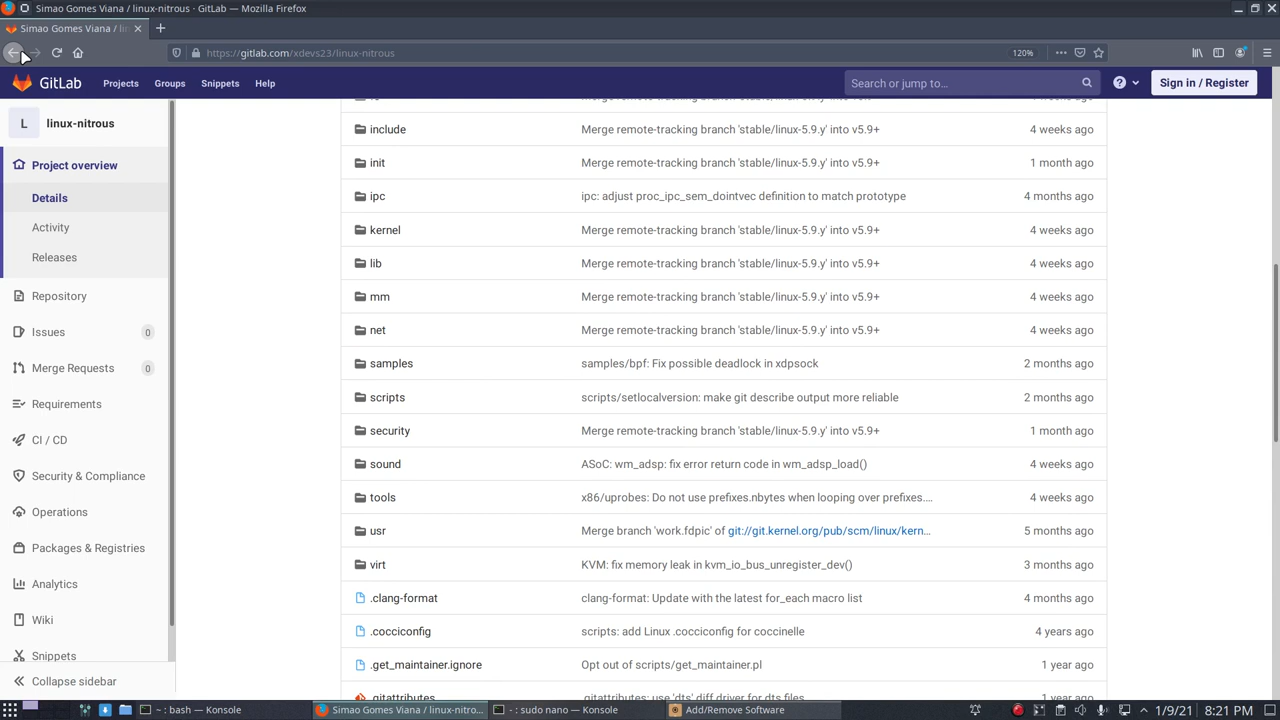 Simao Gomes Viana / linux-nitrous · GitLab — Mozilla Firefox
Simao Gomes Viana / lin
https://gitlab.com/xdevs23/linux-nitrous
120%
GitLab
Projects
Groups
Snippets
Help
Search or jump to...
Sign in / Register
L
linux-nitrous
Project overview
Details
Activity
Releases
Repository
Issues 0
Merge Requests 0
Requirements
CI / CD
Security & Compliance
Operations
Packages & Registries
Analytics
Wiki
Snippets
Collapse sidebar
include Merge remote-tracking branch 'stable/linux-5.9.y' into v5.9+ 4 weeks ago
init Merge remote-tracking branch 'stable/linux-5.9.y' into v5.9+ 1 month ago
ipc ipc: adjust proc_ipc_sem_dointvec definition to match prototype 4 months ago
kernel Merge remote-tracking branch 'stable/linux-5.9.y' into v5.9+ 4 weeks ago
lib Merge remote-tracking branch 'stable/linux-5.9.y' into v5.9+ 4 weeks ago
mm Merge remote-tracking branch 'stable/linux-5.9.y' into v5.9+ 4 weeks ago
net Merge remote-tracking branch 'stable/linux-5.9.y' into v5.9+ 4 weeks ago
samples samples/bpf: Fix possible deadlock in xdpsock 2 months ago
scripts scripts/setlocalversion: make git describe output more reliable 2 months ago
security Merge remote-tracking branch 'stable/linux-5.9.y' into v5.9+ 1 month ago
sound ASoC: wm_adsp: fix error return code in wm_adsp_load() 4 weeks ago
tools x86/uprobes: Do not use prefixes.nbytes when looping over prefixes.... 4 weeks ago
usr Merge branch 'work.fdpic' of git://git.kernel.org/pub/scm/linux/kern... 5 months ago
virt KVM: fix memory leak in kvm_io_bus_unregister_dev() 3 months ago
.clang-format clang-format: Update with the latest for_each macro list 4 months ago
.cocciconfig scripts: add Linux .cocciconfig for coccinelle 4 years ago
.get_maintainer.ignore Opt out of scripts/get_maintainer.pl 1 year ago
.gitattributes .gitattributes: use 'dts' diff driver for dts files 1 year ago
~ : bash — Konsole
Simao Gomes Viana / linux-nitro...
~ : sudo nano — Konsole
Add/Remove Software
1/9/21
8:21 PM